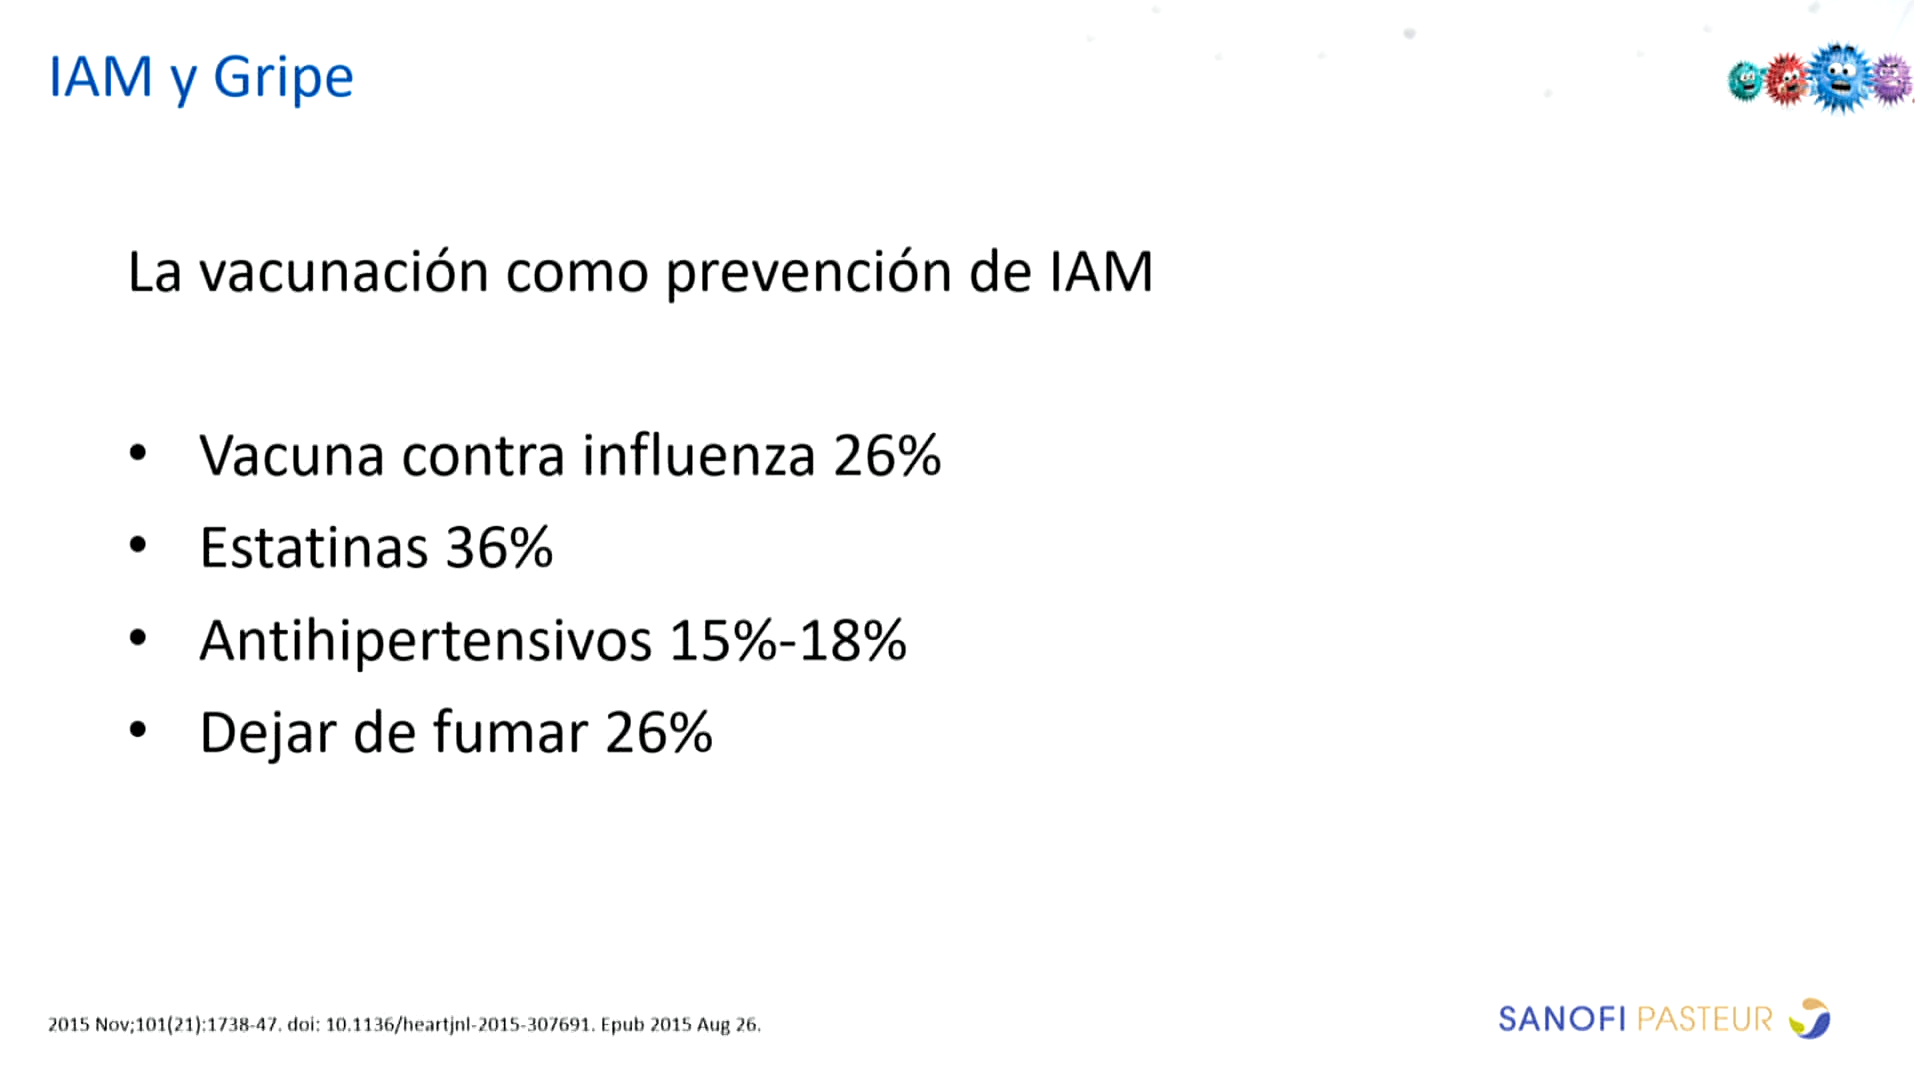 IAM y Gripe
La vacunación como prevención de IAM
• Vacuna contra influenza 26%
• Estatinas 36%
• Antihipertensivos 15%-18%
• Dejar de fumar 26%
2015 Nov;101(21):1738-47. doi: 10.1136/heartjnl-2015-307691. Epub 2015 Aug 26.
SANOFI PASTEUR